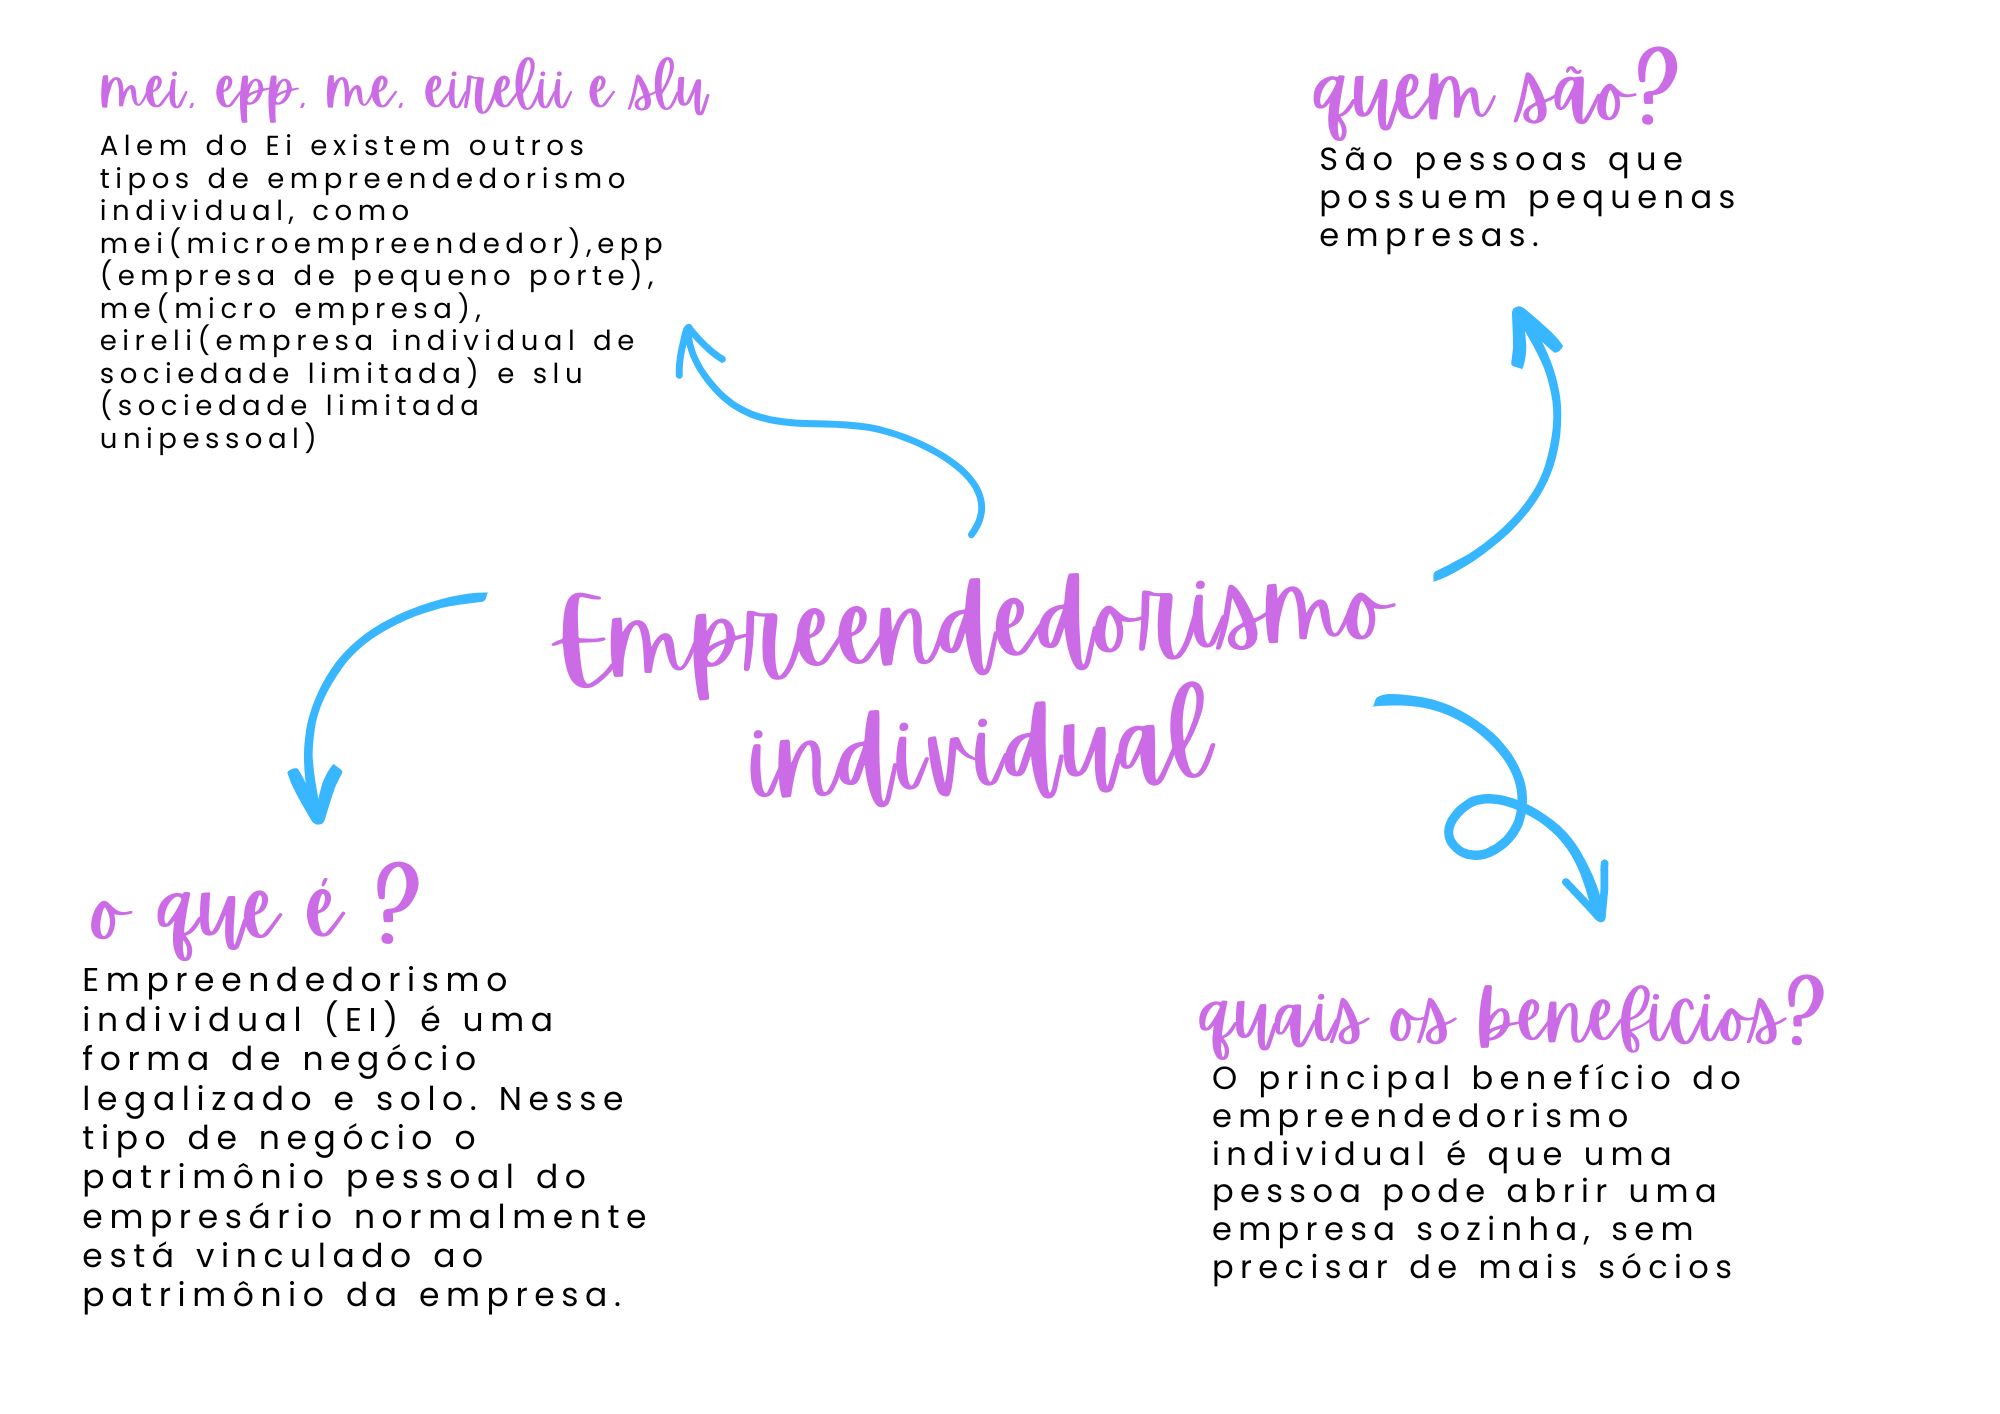 mei, epp, me, eirelii e slu
Alem do Ei existem outros
tipos de empreendedorismo
individual, como
mei(microempreendedor),epp
(empresa de pequeno porte),
me(micro empresa),
eireli(empresa individual de
sociedade limitada) e slu
(sociedade limitada
unipessoal)
quem são?
São pessoas que
possuem pequenas
empresas.
Empreendedorismo
individual
o que é ?
Empreendedorismo
individual (EI) é uma
forma de negócio
legalizado e solo. Nesse
tipo de negócio o
patrimônio pessoal do
empresário normalmente
está vinculado ao
patrimônio da empresa.
quais os beneficios?
O principal benefício do
empreendedorismo
individual é que uma
pessoa pode abrir uma
empresa sozinha, sem
precisar de mais sócios